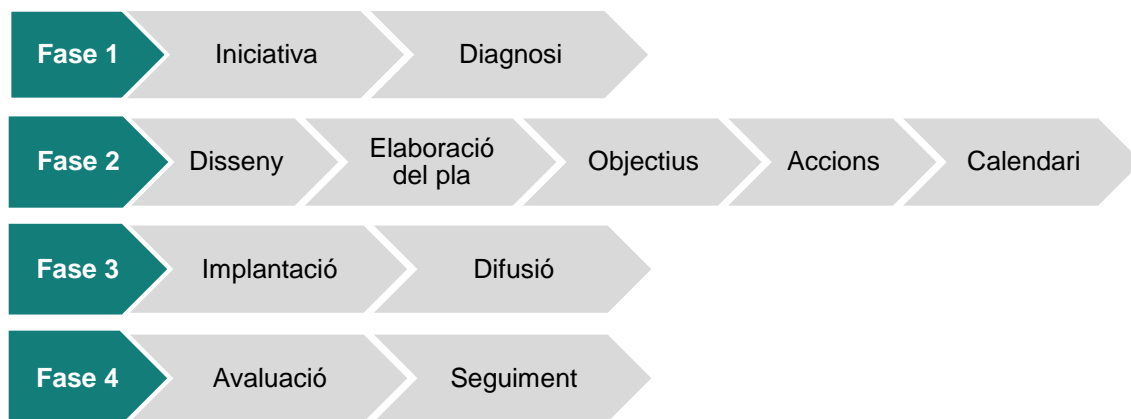 Fase 1 Iniciativa Diagnosi
Fase 2 Disseny Elaboració del pla Objectius Accions Calendari
Fase 3 Implantació Difusió
Fase 4 Avaluació Seguiment